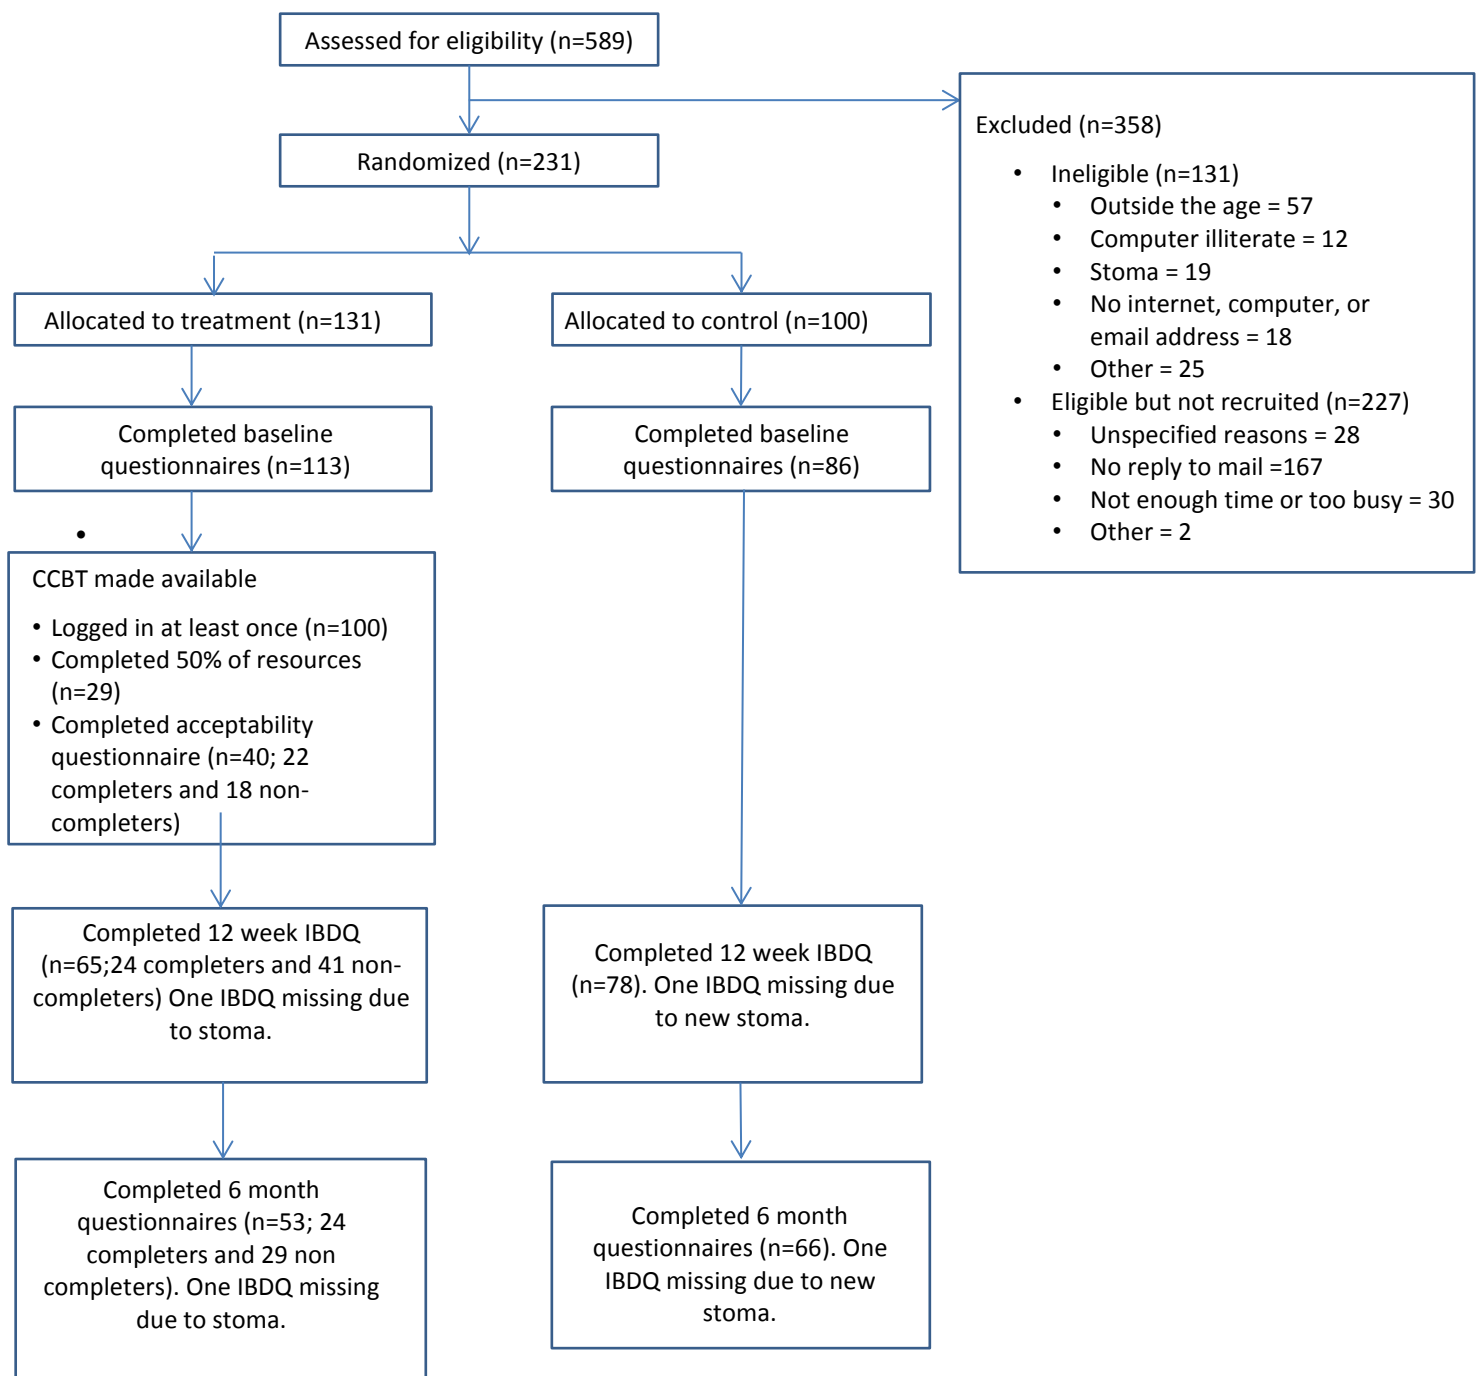 Assessed for eligibility (n=589)
Randomized (n=231)
Excluded (n=358)
• Ineligible (n=131)
• Outside the age = 57
• Computer illiterate = 12
• Stoma = 19
• No internet, computer, or
email address = 18
• Other = 25
• Eligible but not recruited (n=227)
• Unspecified reasons = 28
• No reply to mail =167
• Not enough time or too busy = 30
• Other = 2
Allocated to treatment (n=131)
Allocated to control (n=100)
Completed baseline
questionnaires (n=113)
Completed baseline
questionnaires (n=86)
•
CCBT made available
• Logged in at least once (n=100)
• Completed 50% of resources
(n=29)
• Completed acceptability
questionnaire (n=40; 22
completers and 18 non-
completers)
Completed 12 week IBDQ
(n=65;24 completers and 41 non-
completers) One IBDQ missing due
to stoma.
Completed 12 week IBDQ
(n=78). One IBDQ missing due
to new stoma.
Completed 6 month
questionnaires (n=53; 24
completers and 29 non
completers). One IBDQ missing
due to stoma.
Completed 6 month
questionnaires (n=66). One
IBDQ missing due to new
stoma.